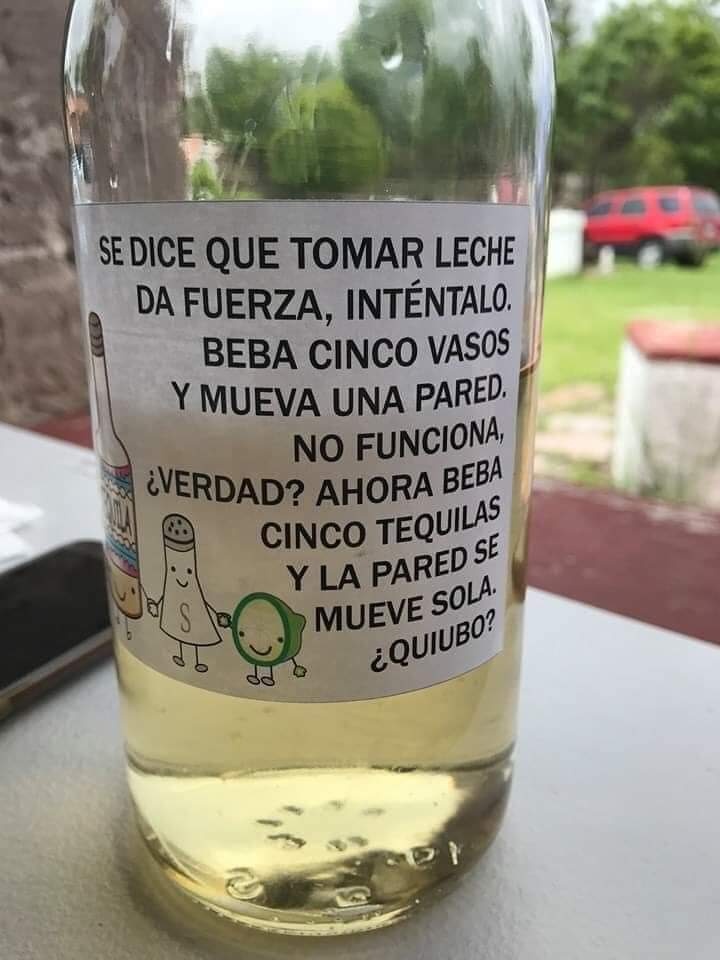 SE DICE QUE TOMAR LECHE
DA FUERZA, INTÉNTALO.
BEBA CINCO VASOS
Y MUEVA UNA PARED.
NO FUNCIONA,
¿VERDAD? AHORA BEBA
CINCO TEQUILAS
Y LA PARED SE
MUEVE SOLA.
¿QUIUBO?
S